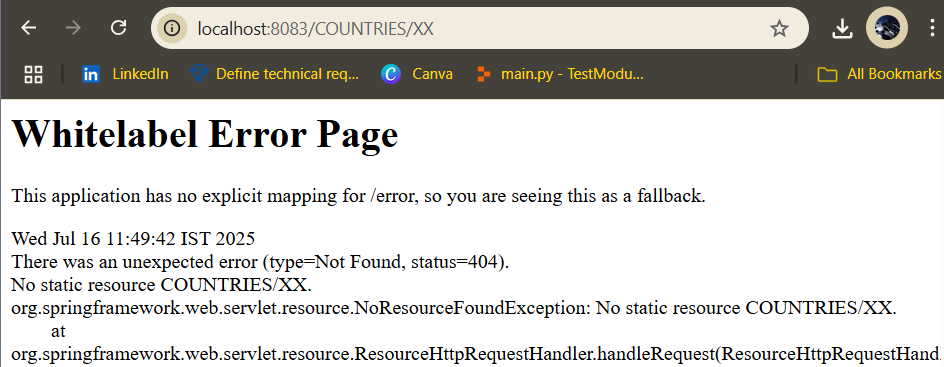 localhost:8083/COUNTRIES/XX
LinkedIn Define technical req... Canva main.py - TestModu... All Bookmarks
Whitelabel Error Page
This application has no explicit mapping for /error, so you are seeing this as a fallback.
Wed Jul 16 11:49:42 IST 2025
There was an unexpected error (type=Not Found, status=404).
No static resource COUNTRIES/XX.
org.springframework.web.servlet.resource.NoResourceFoundException: No static resource COUNTRIES/XX.
at
org.springframework.web.servlet.resource.ResourceHttpRequestHandler.handleRequest(ResourceHttpRequestHandl